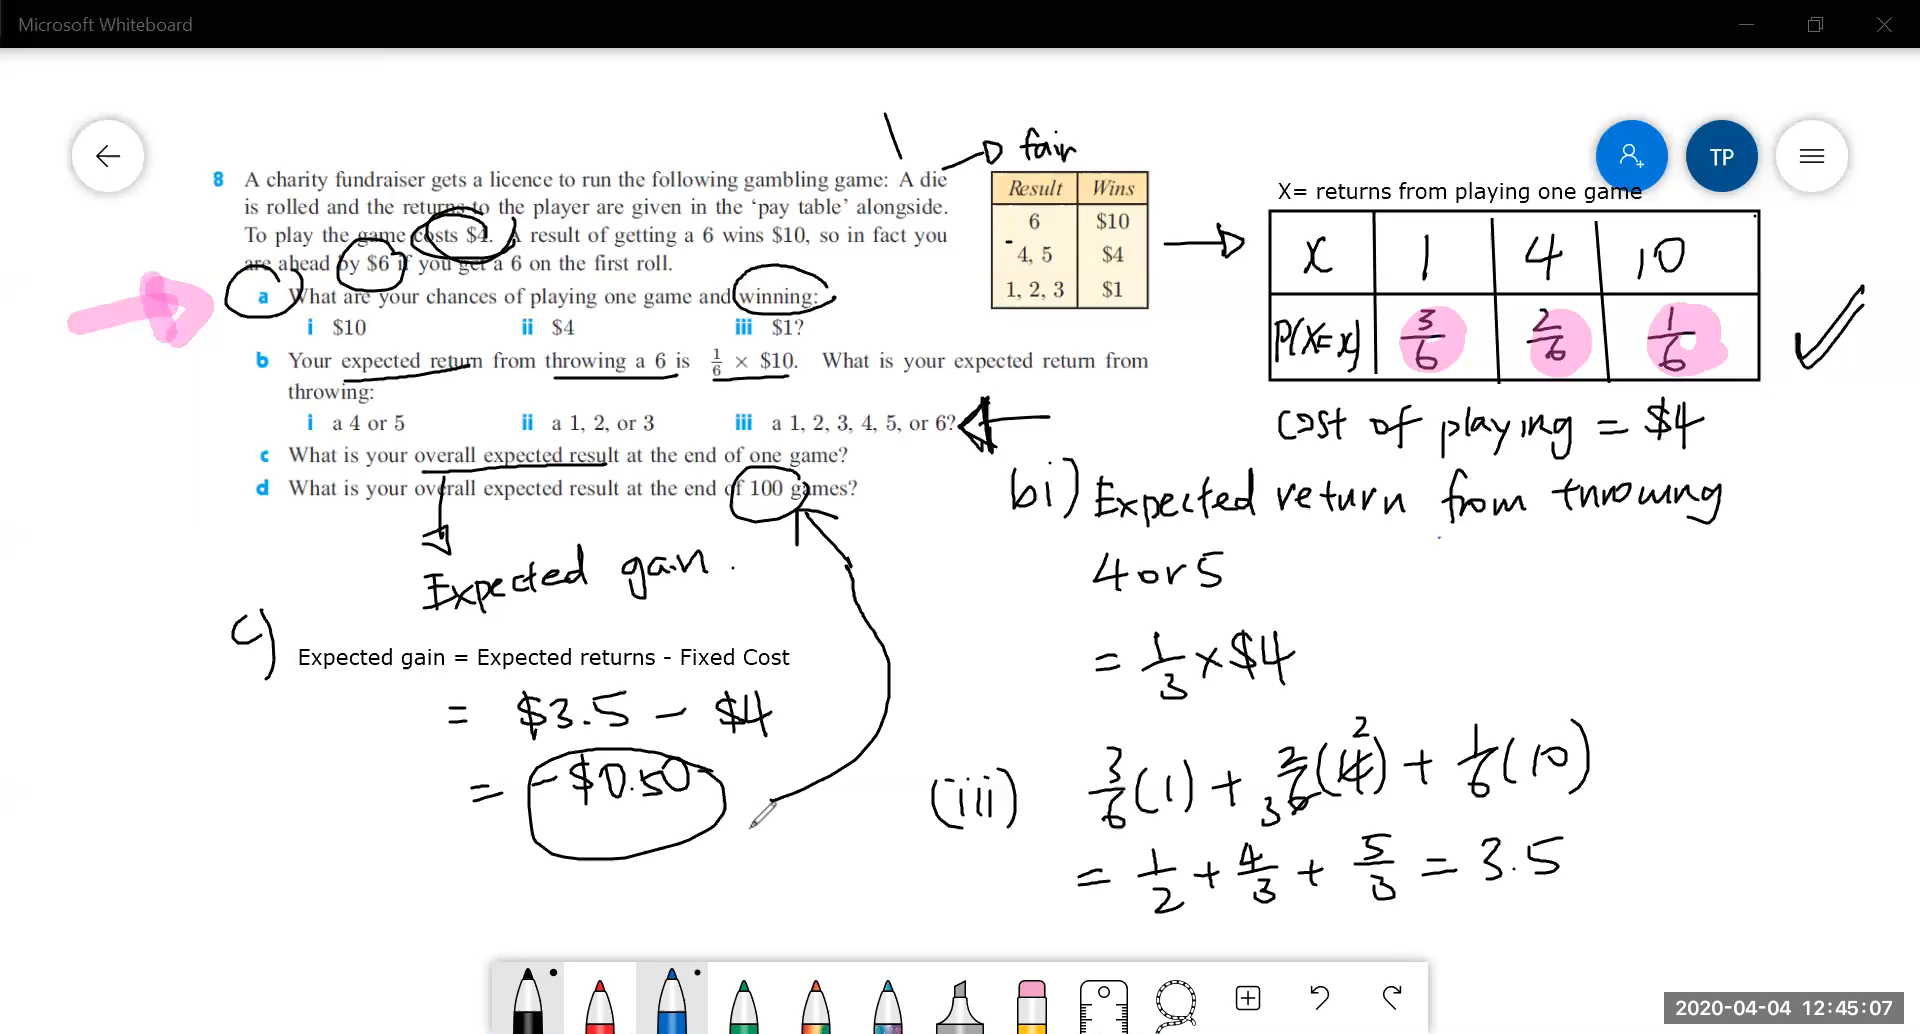 Microsoft Whiteboard
fair
TP
8 A charity fundraiser gets a licence to run the following gambling game: A die
is rolled and the returns to the player are given in the 'pay table' alongside.
To play the game costs $4. A result of getting a 6 wins $10, so in fact you
are ahead by $6 if you get a 6 on the first roll.
a What are your chances of playing one game and winning:
i $10 ii $4 iii $1?
b Your expected return from throwing a 6 is 1/6 × $10. What is your expected return from
throwing:
i a 4 or 5 ii a 1, 2, or 3 iii a 1, 2, 3, 4, 5, or 6?
c What is your overall expected result at the end of one game?
d What is your overall expected result at the end of 100 games?
Result Wins
6 $10
4, 5 $4
1, 2, 3 $1
X= returns from playing one game
x 1 4 10
P(X=x) 3/6 2/6 1/6
cost of playing = $4
bi) Expected return from throwing
4 or 5
= 1/3 × $4
(iii) 3/6 (1) + 2/6 3 (4) 2 + 1/6 (10)
= 1/2 + 4/3 + 5/3 = 3.5
Expected gain.
c) Expected gain = Expected returns - Fixed Cost
= $3.5 - $4
= -$0.50
2020-04-04 12:45:07